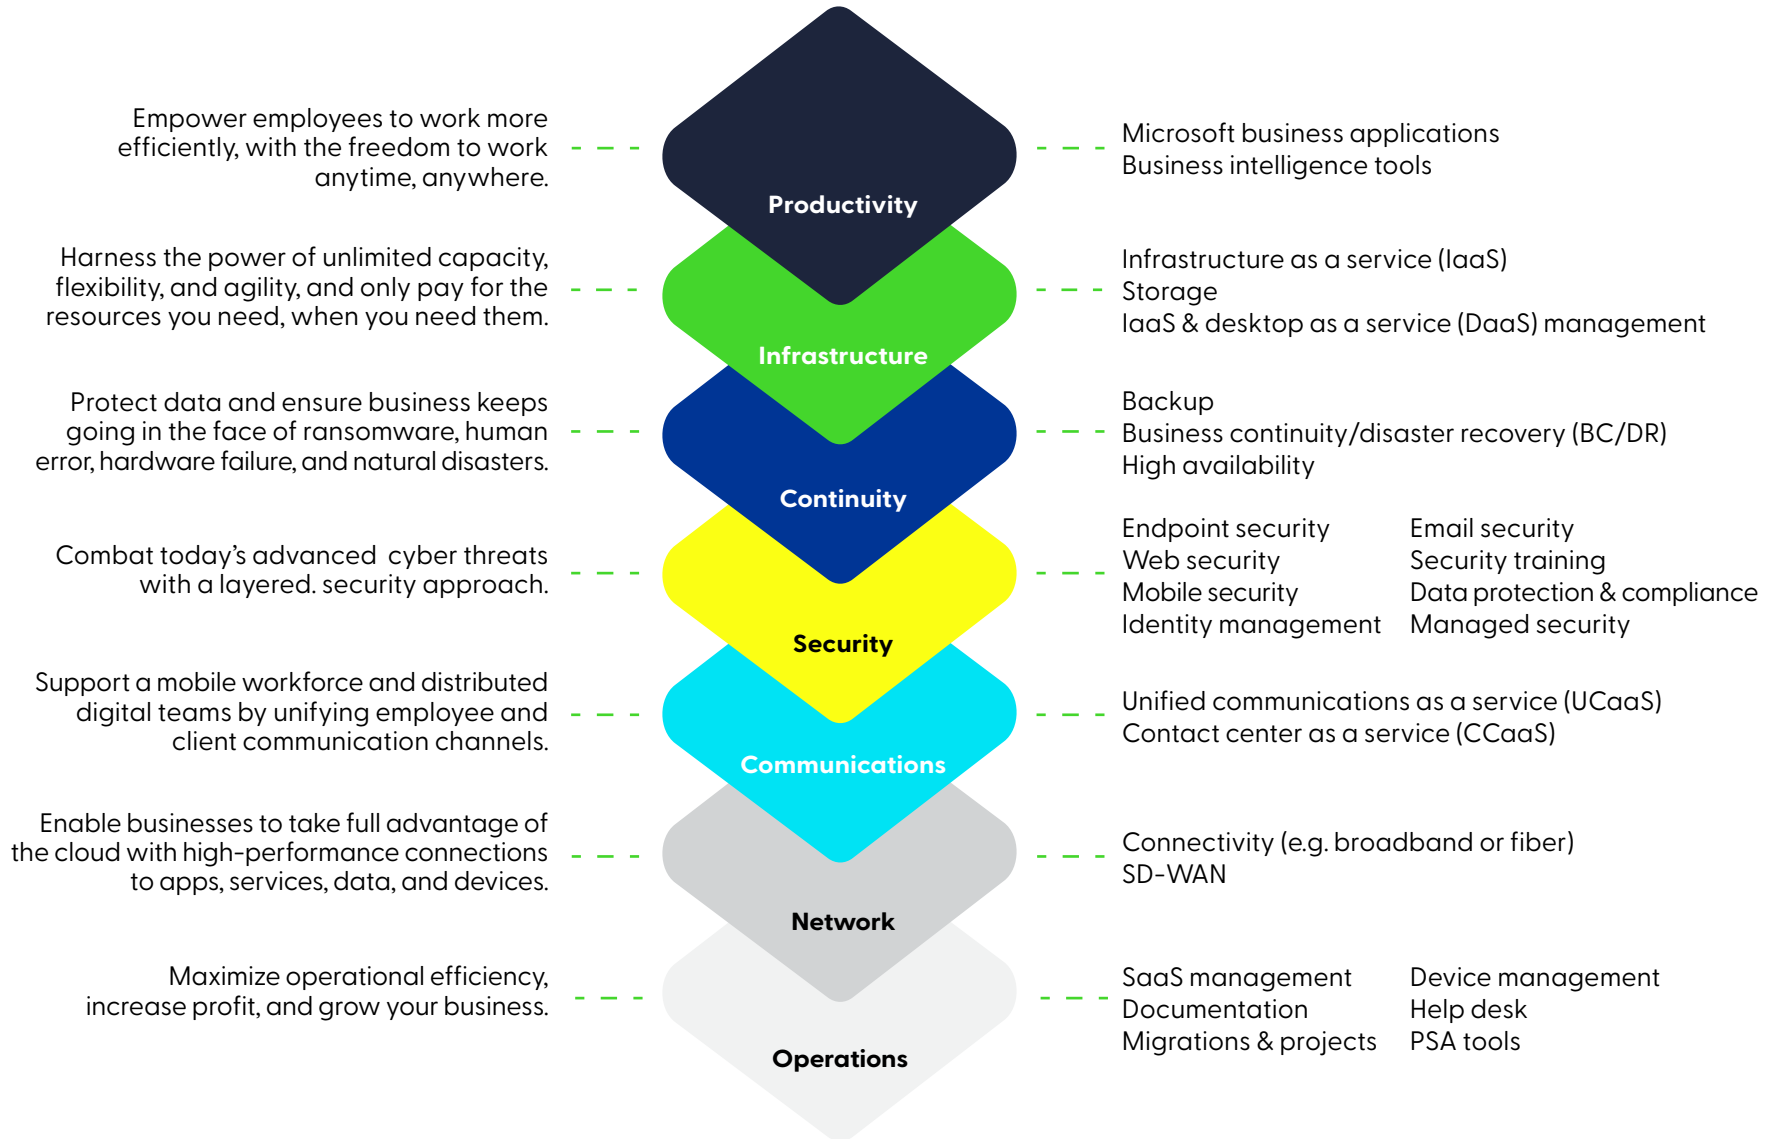 Empower employees to work more
efficiently, with the freedom to work
anytime, anywhere.
Productivity
Microsoft business applications
Business intelligence tools
Harness the power of unlimited capacity,
flexibility, and agility, and only pay for the
resources you need, when you need them.
Infrastructure
Infrastructure as a service (IaaS)
Storage
IaaS & desktop as a service (DaaS) management
Protect data and ensure business keeps
going in the face of ransomware, human
error, hardware failure, and natural disasters.
Continuity
Backup
Business continuity/disaster recovery (BC/DR)
High availability
Combat today’s advanced  cyber threats
with a layered. security approach.
Security
Endpoint security
Web security
Mobile security
Identity management
Email security
Security training
Data protection & compliance
Managed security
Support a mobile workforce and distributed
digital teams by unifying employee and
client communication channels.
Communications
Unified communications as a service (UCaaS)
Contact center as a service (CCaaS)
Enable businesses to take full advantage of
the cloud with high-performance connections
to apps, services, data, and devices.
Network
Connectivity (e.g. broadband or fiber)
SD-WAN
Maximize operational efficiency,
increase profit, and grow your business.
Operations
SaaS management
Documentation
Migrations & projects
Device management
Help desk
PSA tools